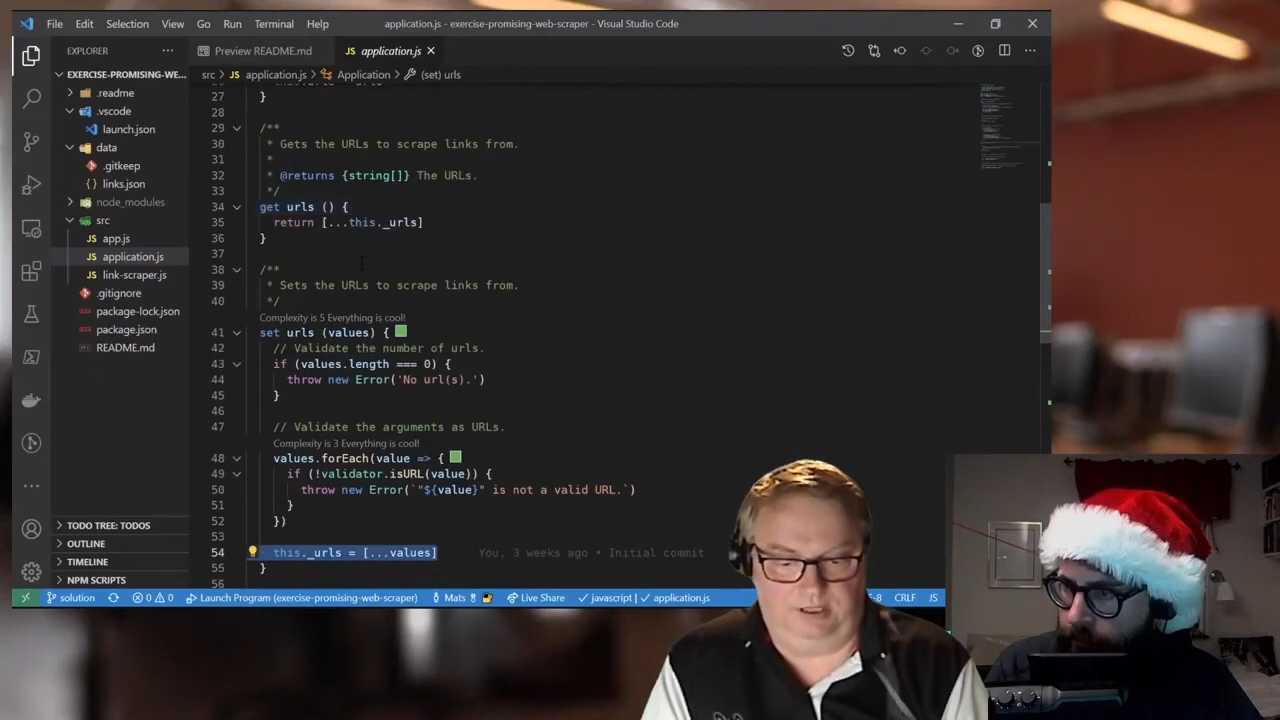 File Edit Selection View Go Run Terminal Help
application.js - exercise-promising-web-scraper - Visual Studio Code
EXPLORER
Preview README.md
application.js
src > application.js > Application > (set) urls
EXERCISE-PROMISING-WE...
.readme
.vscode
launch.json
data
.gitkeep
links.json
node_modules
src
app.js
application.js
link-scraper.js
.gitignore
package-lock.json
package.json
README.md
TODO TREE: TODOS
OUTLINE
TIMELINE
NPM SCRIPTS
27 }
28
29 /**
30 * Gets the URLs to scrape links from.
31 *
32 * @returns {string[]} The URLs.
33 */
34 get urls () {
35 return [...this._urls]
36 }
37
38 /**
39 * Sets the URLs to scrape links from.
40 */
Complexity is 5 Everything is cool!
41 set urls (values) {
42 // Validate the number of urls.
43 if (values.length === 0) {
44 throw new Error('No url(s).')
45 }
46
47 // Validate the arguments as URLs.
Complexity is 3 Everything is cool!
48 values.forEach(value => {
49 if (!validator.isURL(value)) {
50 throw new Error(`"${value}" is not a valid URL.`)
51 }
52 })
53
54 this._urls = [...values] You, 3 weeks ago • Initial commit
55 }
56
solution 0 0 Launch Program (exercise-promising-web-scraper) Mats Live Share javascript | application.js CRLF JS